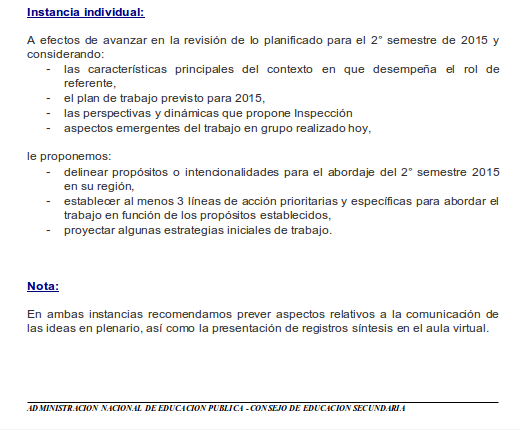 Instancia individual:
A efectos de avanzar en la revisión de lo planificado para el 2° semestre de 2015 y
considerando:
- las características principales del contexto en que desempeña el rol de
referente,
- el plan de trabajo previsto para 2015,
- las perspectivas y dinámicas que propone Inspección
- aspectos emergentes del trabajo en grupo realizado hoy,
le proponemos:
- delinear propósitos o intencionalidades para el abordaje del 2° semestre 2015
en su región,
- establecer al menos 3 líneas de acción prioritarias y específicas para abordar el
trabajo en función de los propósitos establecidos,
- proyectar algunas estrategias iniciales de trabajo.
Nota:
En ambas instancias recomendamos prever aspectos relativos a la comunicación de
las ideas en plenario, así como la presentación de registros síntesis en el aula virtual.
ADMINISTRACION NACIONAL DE EDUCACION PUBLICA - CONSEJO DE EDUCACION SECUNDARIA